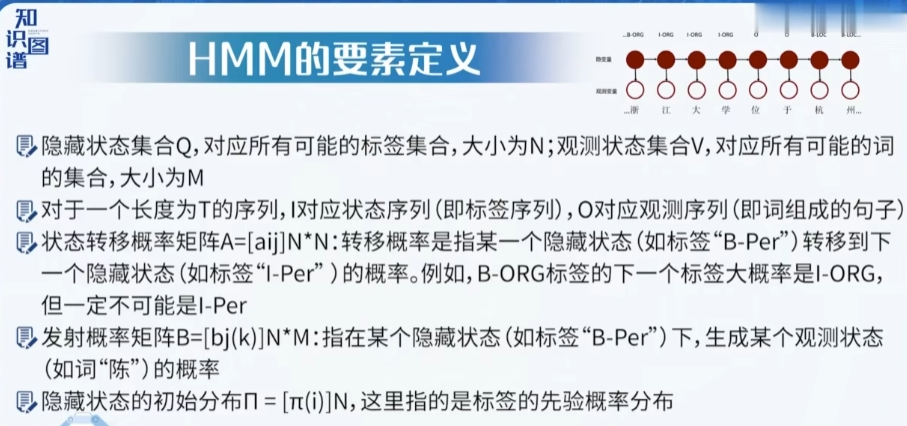 知识图谱
HMM的要素定义
...B-ORG I-ORG I-ORG I-ORG O O B-LOC I-LOC...
隐变量
观测变量
...浙 江 大 学 位 于 杭 州...
隐藏状态集合Q,对应所有可能的标签集合,大小为N;观测状态集合V,对应所有可能的词
的集合,大小为M
对于一个长度为T的序列,I对应状态序列(即标签序列),O对应观测序列(即词组成的句子)
状态转移概率矩阵A=[aij]N*N:转移概率是指某一个隐藏状态(如标签“B-Per”)转移到下
一个隐藏状态(如标签“I-Per” )的概率。例如,B-ORG标签的下一个标签大概率是I-ORG,
但一定不可能是I-Per
发射概率矩阵B=[bj(k)]N*M:指在某个隐藏状态(如标签“B-Per”)下,生成某个观测状态
(如词“陈”)的概率
隐藏状态的初始分布Π = [π(i)]N,这里指的是标签的先验概率分布